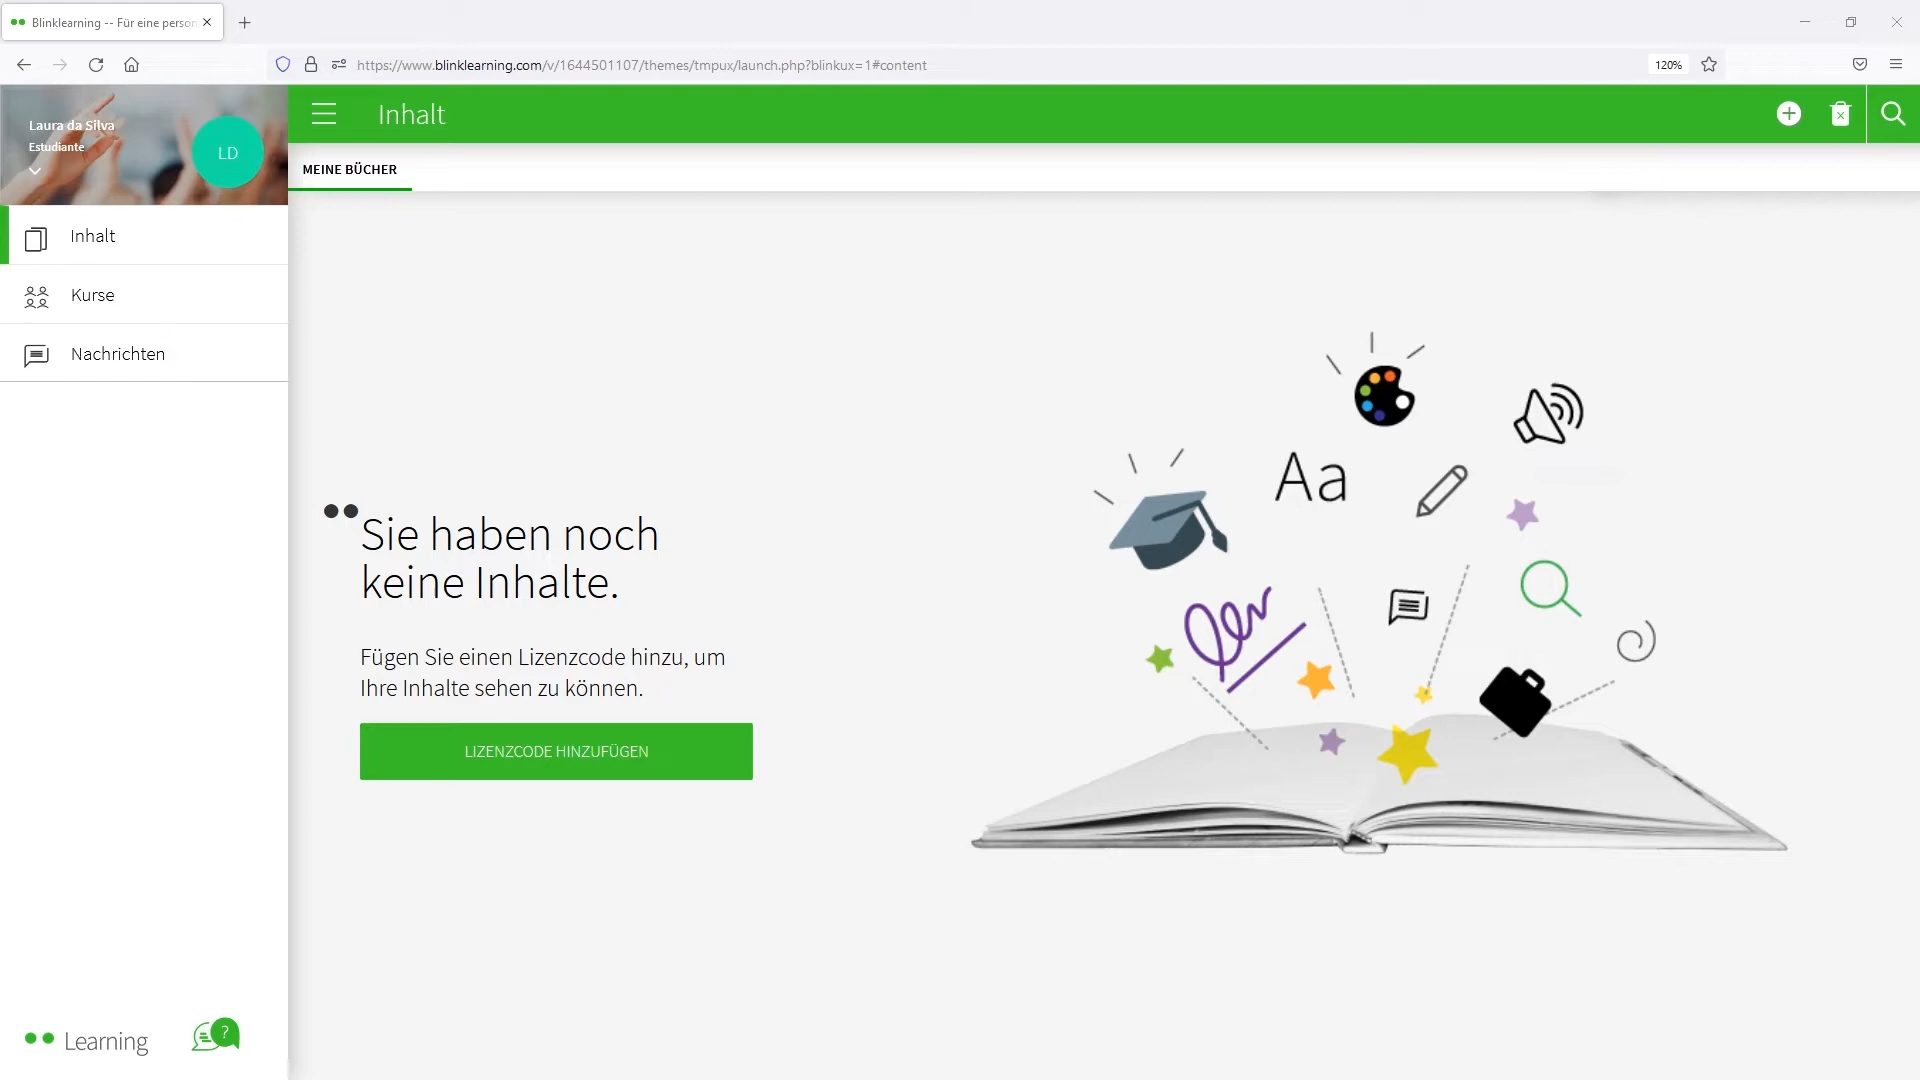 Blinklearning -- Für eine person
https://www.blinklearning.com/v/1644501107/themes/tmpux/launch.php?blinkux=1#content
120%
Laura da Silva
Estudiante
LD
Inhalt
MEINE BÜCHER
Inhalt
Kurse
Nachrichten
Aa
Sie haben noch
keine Inhalte.
Fügen Sie einen Lizenzcode hinzu, um
Ihre Inhalte sehen zu können.
LIZENZCODE HINZUFÜGEN
Learning
?